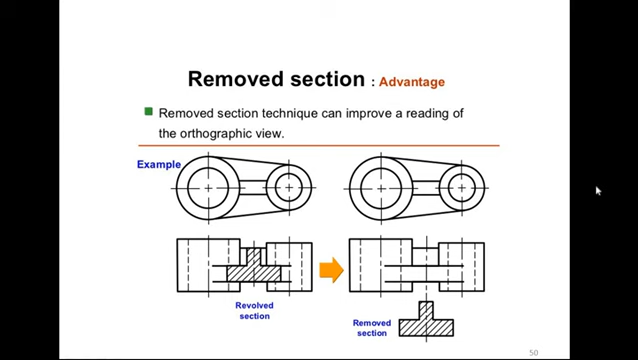 Removed section : Advantage
Removed section technique can improve a reading of
the orthographic view.
Example
Revolved
section
Removed
section
50